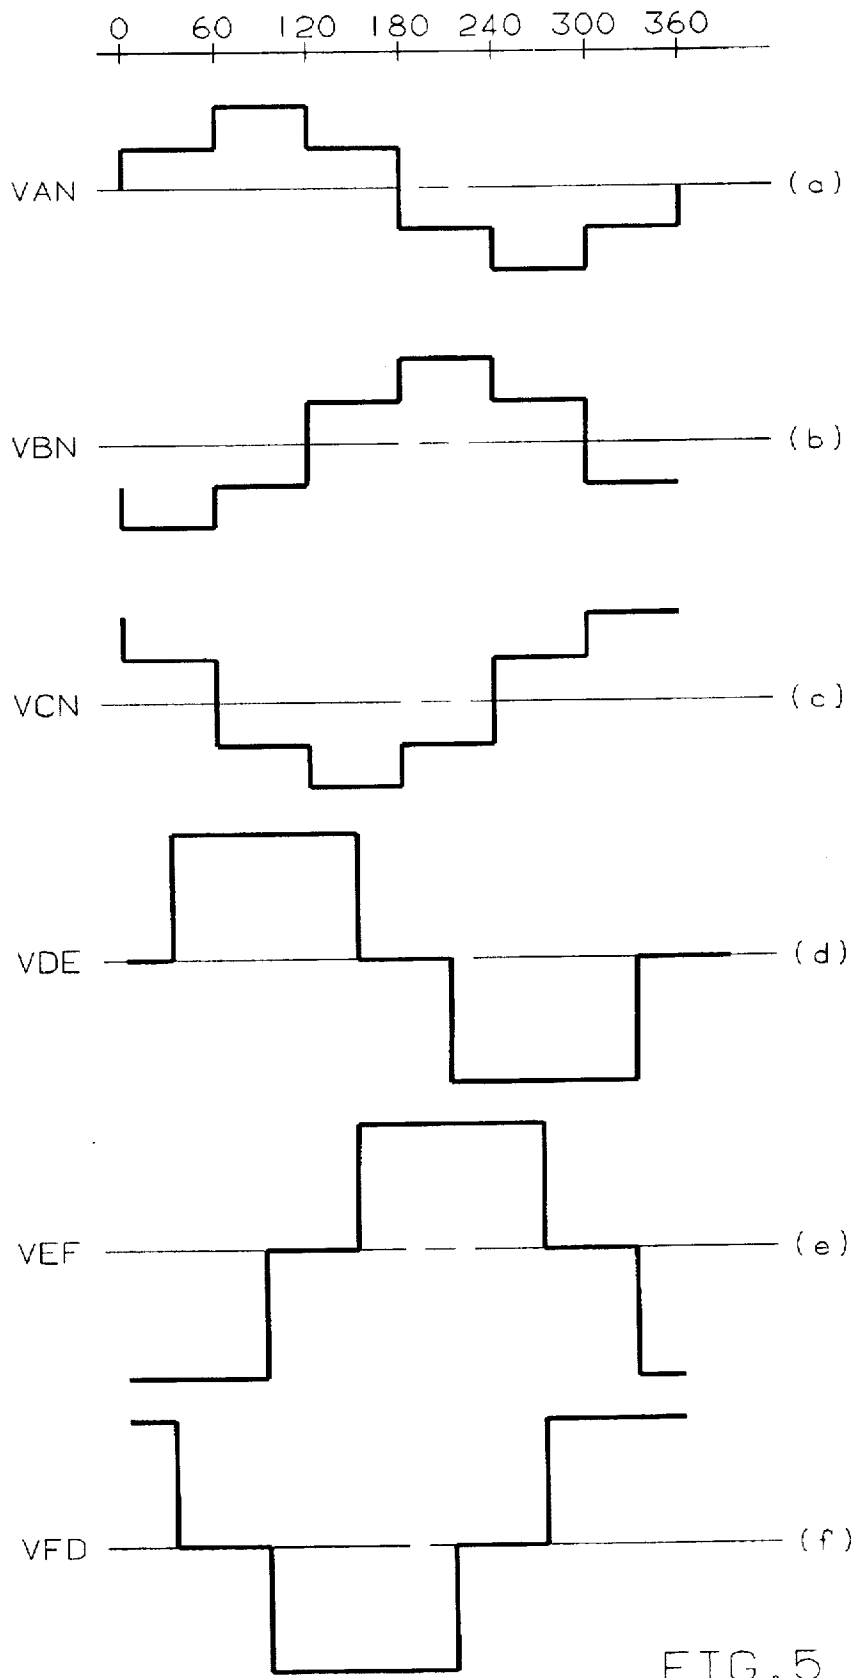 0 60 120 180 240 300 360
VAN (a)
VBN (b)
VCN (c)
VDE (d)
VEF (e)
VFD (f)
FIG.5